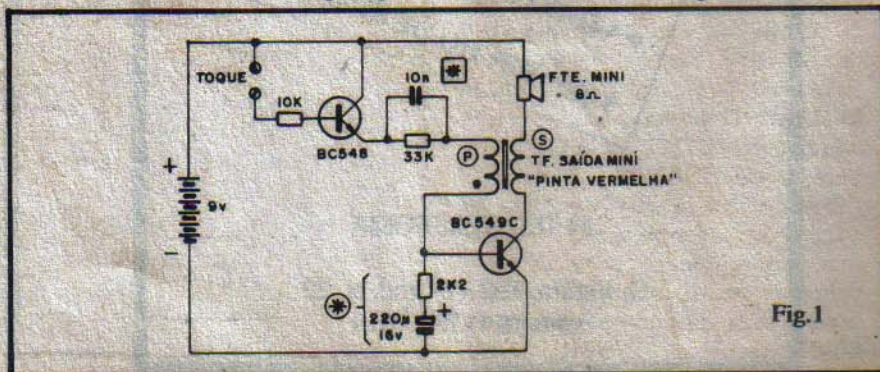 TOQUE
10K
BC548
10n
*
33K
FTE. MINI
- 8Ω
P
S
TF. SAÍDA MINI
"PINTA VERMELHA"
+
9v
-
BC549C
*
2K2
220μ
16v
+
Fig.1